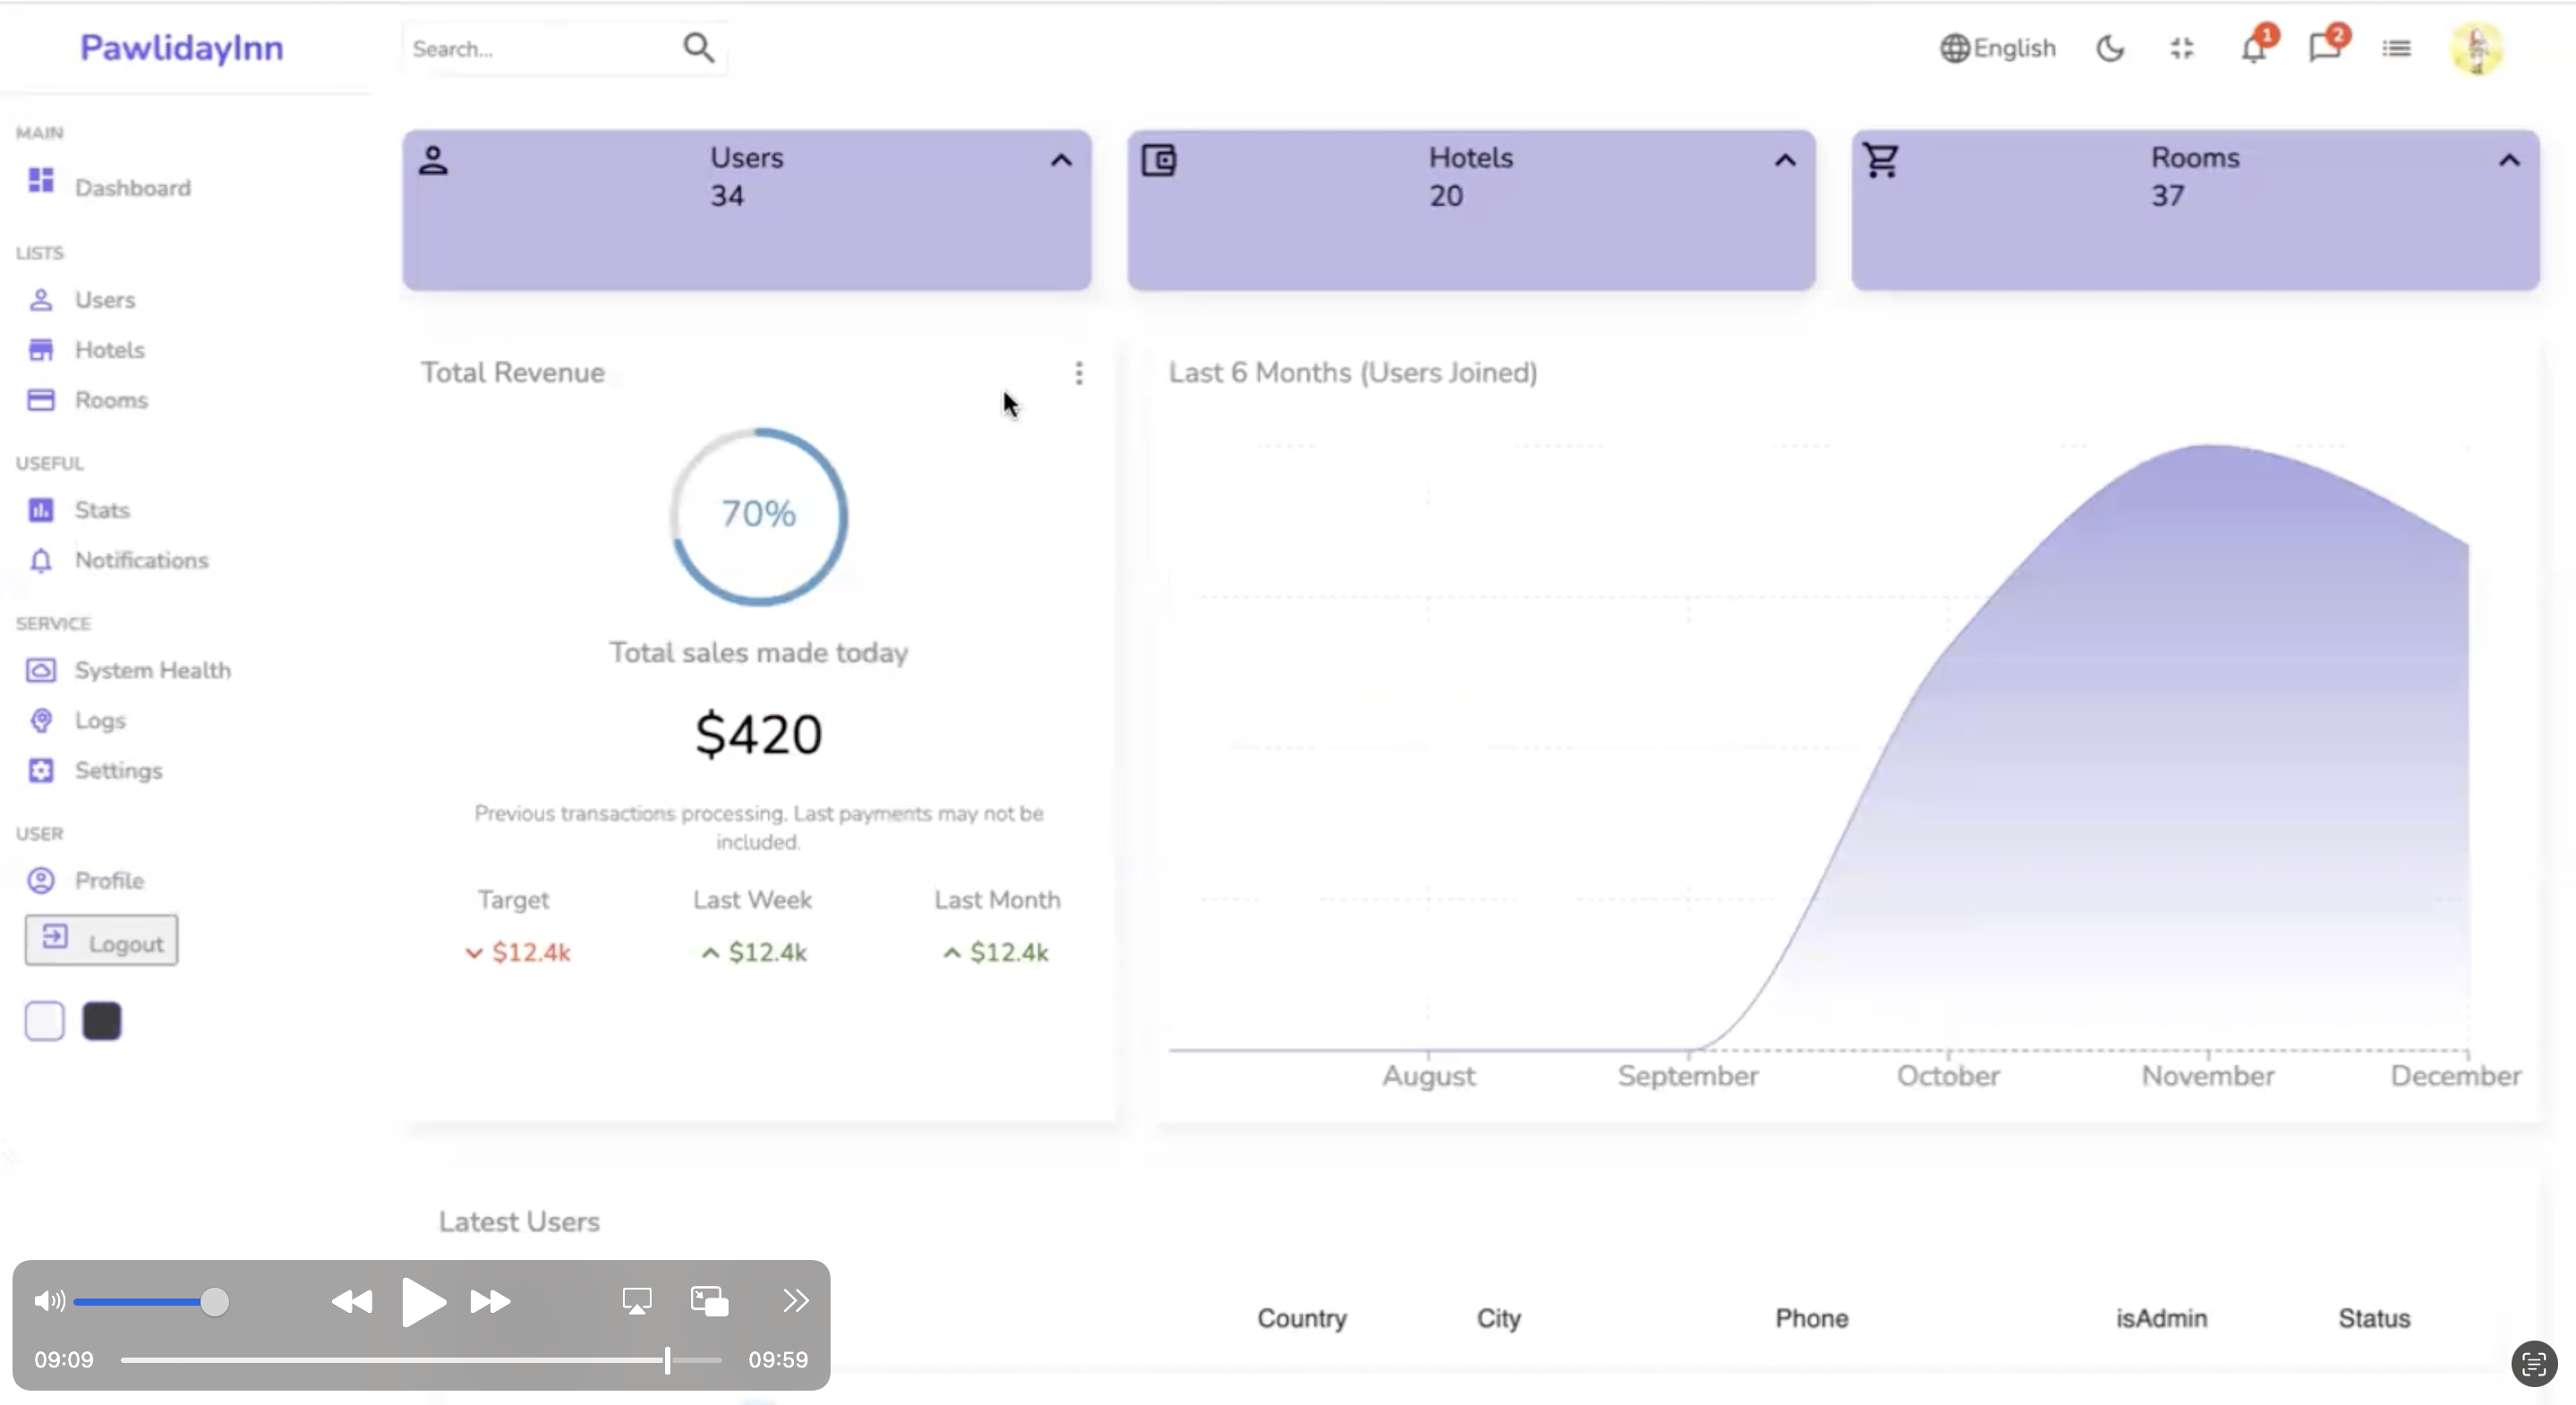 PawlidayInn
Search...
English
1
2
MAIN
Dashboard
LISTS
Users
Hotels
Rooms
USEFUL
Stats
Notifications
SERVICE
System Health
Logs
Settings
USER
Profile
Logout
Users
34
Hotels
20
Rooms
37
Total Revenue
70%
Total sales made today
$420
Previous transactions processing. Last payments may not be
included.
Target
Last Week
Last Month
$12.4k
$12.4k
$12.4k
Last 6 Months (Users Joined)
August
September
October
November
December
Latest Users
Country
City
Phone
isAdmin
Status
09:09
09:59